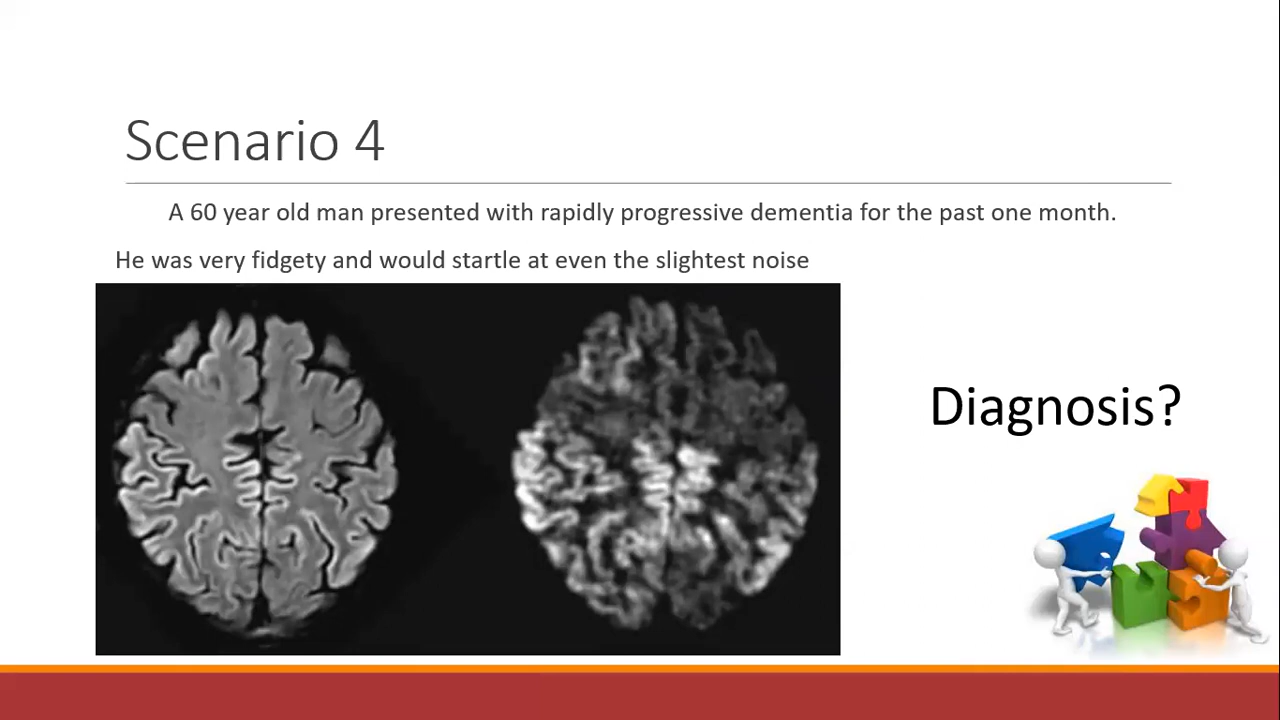 Scenario 4
A 60 year old man presented with rapidly progressive dementia for the past one month.
He was very fidgety and would startle at even the slightest noise
Diagnosis?